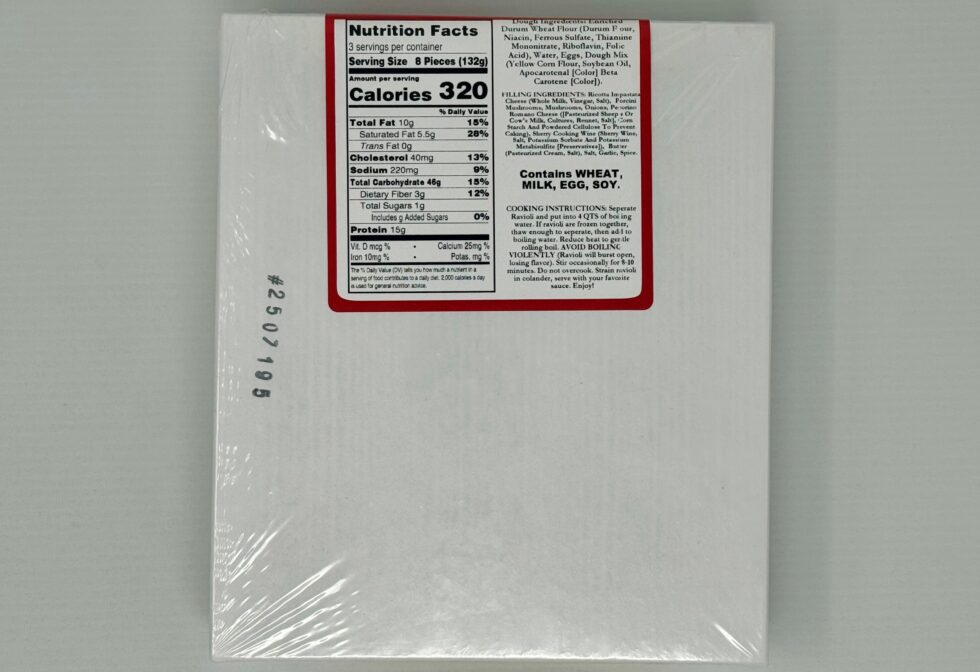 Nutrition Facts
3 servings per container
Serving Size 8 Pieces (132g)
Amount per serving
Calories 320
% Daily Value
Total Fat 10g 15%
Saturated Fat 5.5g 28%
Trans Fat 0g
Cholesterol 40mg 13%
Sodium 220mg 9%
Total Carbohydrate 46g 15%
Dietary Fiber 3g 12%
Total Sugars 1g
Includes g Added Sugars 0%
Protein 15g
Vit. D mcg % • Calcium 25mg %
Iron 10mg % • Potas. mg %
The % Daily Value (DV) tells you how much a nutrient in a
serving of food contributes to a daily diet. 2,000 calories a day
is used for general nutrition advice.
Dough Ingredients: Enriched
Durum Wheat Flour (Durum Flour,
Niacin, Ferrous Sulfate, Thiamine
Mononitrate, Riboflavin, Folic
Acid), Water, Eggs, Dough Mix
(Yellow Corn Flour, Soybean Oil,
Apocarotenal [Color] Beta
Carotene [Color]).
FILLING INGREDIENTS: Ricotta Impastata
Cheese (Whole Milk, Vinegar, Salt), Porcini
Mushrooms, Mushrooms, Onions, Pecorino
Romano Cheese ([Pasteurized Sheep's Or
Cow's Milk, Cultures, Rennet, Salt], Corn
Starch And Powdered Cellulose To Prevent
Caking), Sherry Cooking Wine (Sherry Wine,
Salt, Potassium Sorbate And Potassium
Metabisulfite [Preservatives]), Butter
(Pasteurized Cream, Salt), Salt, Garlic, Spice.
Contains WHEAT,
MILK, EGG, SOY.
COOKING INSTRUCTIONS: Seperate
Ravioli and put into 4 QTS of boiling
water. If ravioli are frozen together,
thaw enough to seperate, then add to
boiling water. Reduce heat to gentle
rolling boil. AVOID BOILING
VIOLENTLY (Ravioli will burst open,
losing flavor). Stir occasionally for 8-10
minutes. Do not overcook. Strain ravioli
in colander, serve with your favorite
sauce. Enjoy!
#2507195